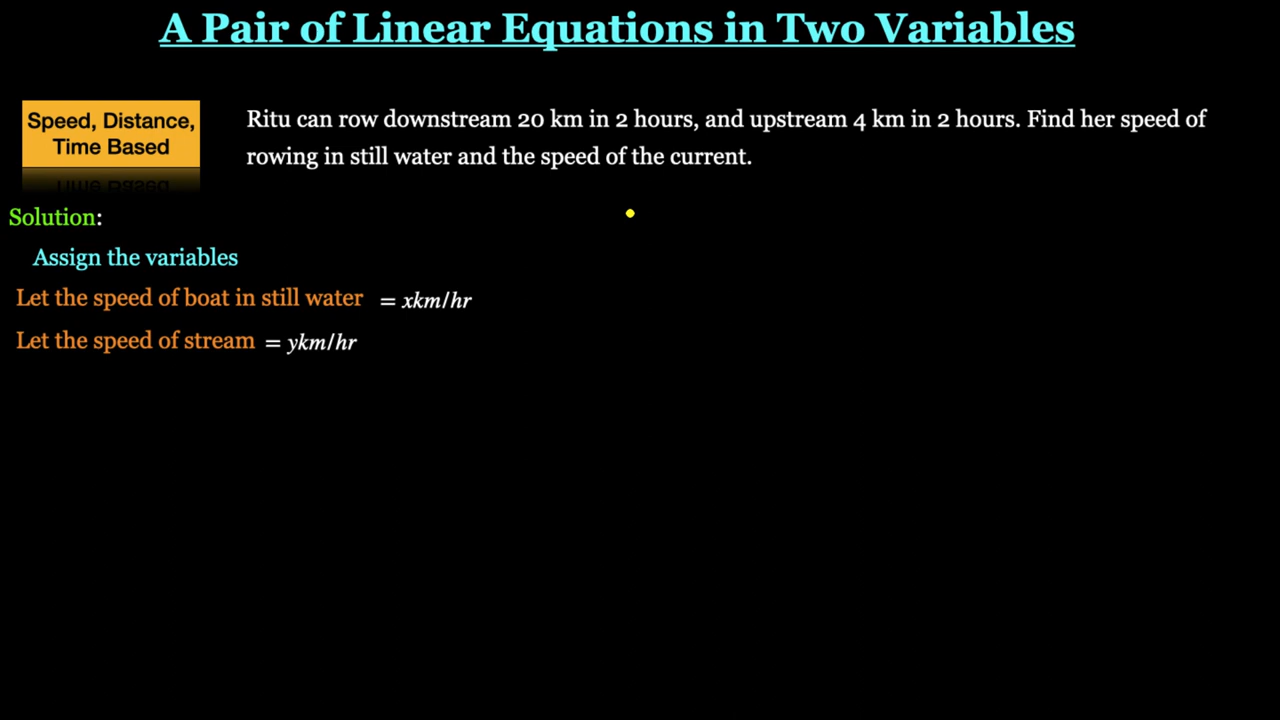 A Pair of Linear Equations in Two Variables
Speed, Distance,
Time Based
Ritu can row downstream 20 km in 2 hours, and upstream 4 km in 2 hours. Find her speed of
rowing in still water and the speed of the current.
Solution:
Assign the variables
Let the speed of boat in still water = xkm/hr
Let the speed of stream = ykm/hr